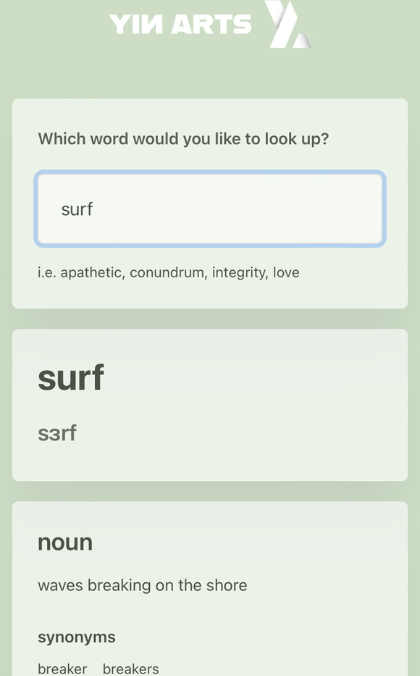 YIN ARTS
Which word would you like to look up?
surf
i.e. apathetic, conundrum, integrity, love
surf
sɜrf
noun
waves breaking on the shore
synonyms
breaker breakers